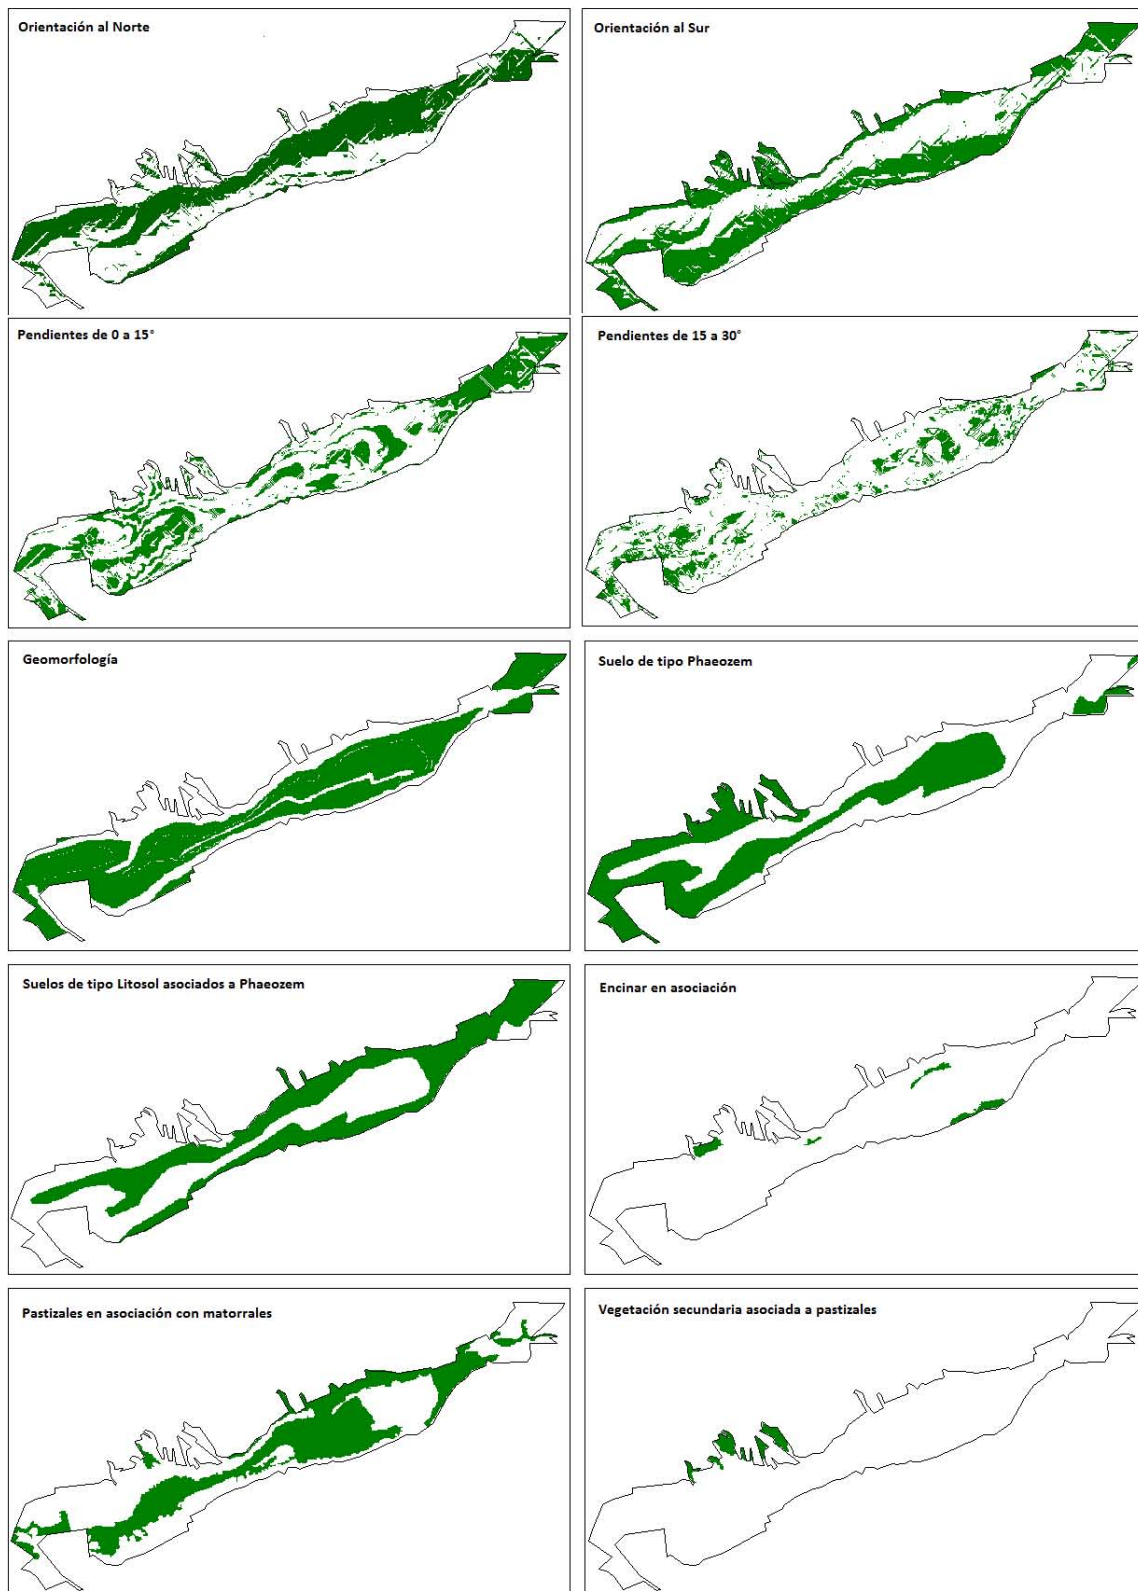 Orientación al Norte
Orientación al Sur
Pendientes de 0 a 15°
Pendientes de 15 a 30°
Geomorfología
Suelo de tipo Phaeozem
Suelos de tipo Litosol asociados a Phaeozem
Encinar en asociación
Pastizales en asociación con matorrales
Vegetación secundaria asociada a pastizales